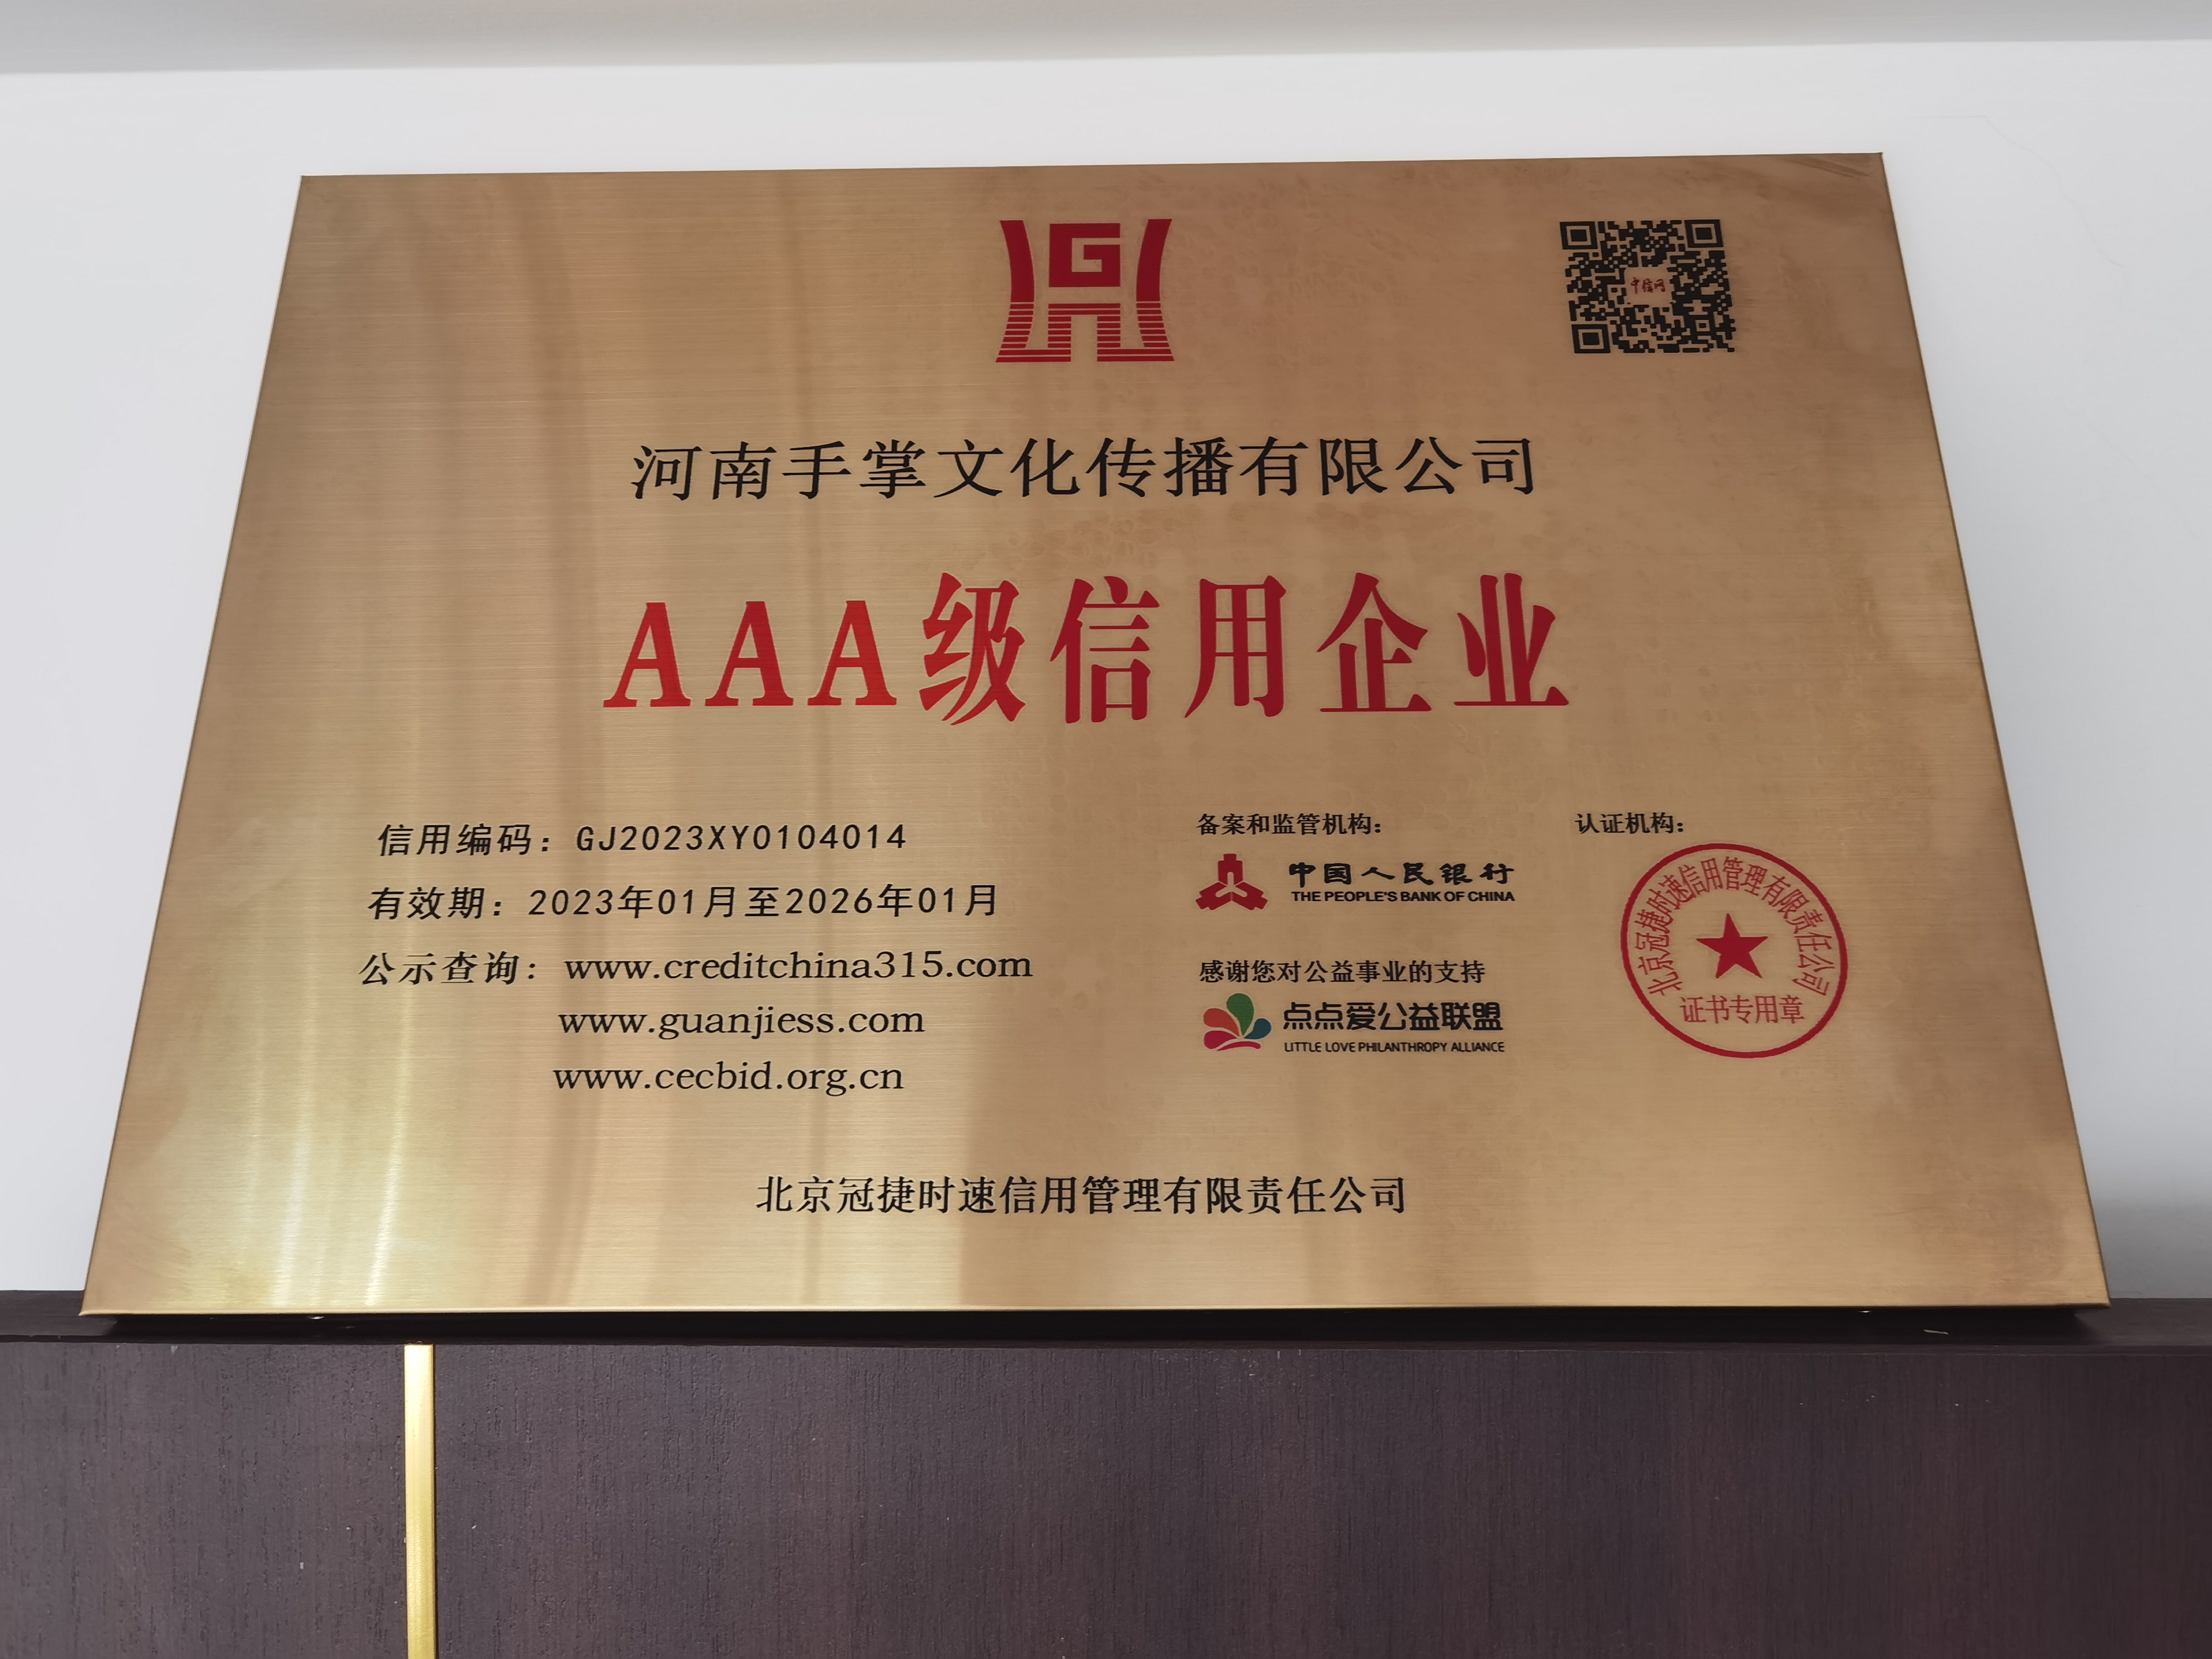 中信网
河南手掌文化传播有限公司
AAA级信用企业
信用编码：GJ2023XY0104014
有效期：2023年01月至2026年01月
公示查询：www.creditchina315.com
www.guanjiess.com
www.cecbid.org.cn
备案和监管机构：
中国人民银行
THE PEOPLE'S BANK OF CHINA
感谢您对公益事业的支持
点点爱公益联盟
LITTLE LOVE PHILANTHROPY ALLIANCE
认证机构：
北京冠捷时速信用管理有限责任公司
证书专用章
北京冠捷时速信用管理有限责任公司